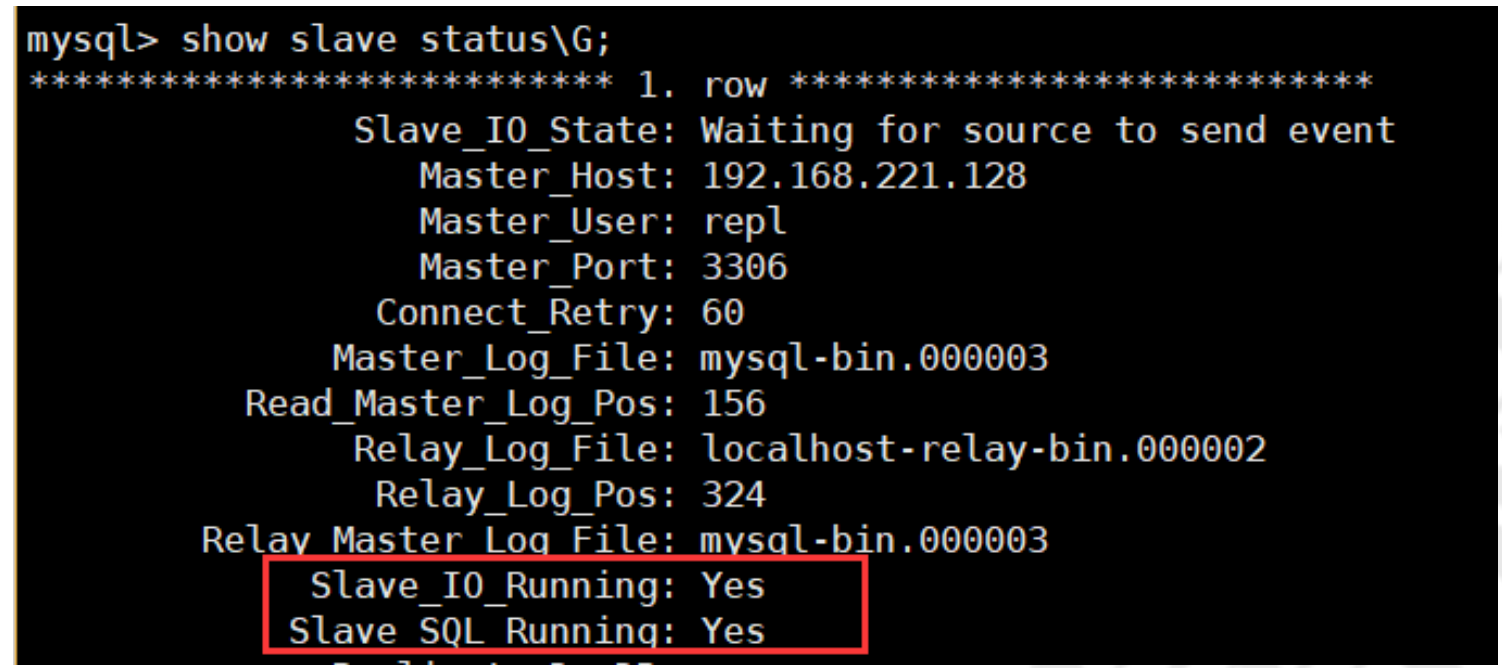 mysql> show slave status\G;
*************************** 1. row ***************************
Slave_IO_State: Waiting for source to send event
Master_Host: 192.168.221.128
Master_User: repl
Master_Port: 3306
Connect_Retry: 60
Master_Log_File: mysql-bin.000003
Read_Master_Log_Pos: 156
Relay_Log_File: localhost-relay-bin.000002
Relay_Log_Pos: 324
Relay_Master_Log_File: mysql-bin.000003
Slave_IO_Running: Yes
Slave_SQL_Running: Yes